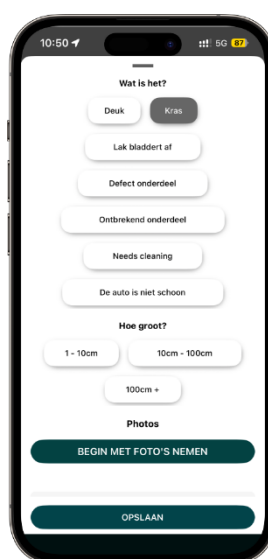 10:50 5G 87
Wat is het?
Deuk Kras
Lak bladdert af
Defect onderdeel
Ontbrekend onderdeel
Needs cleaning
De auto is niet schoon
Hoe groot?
1 - 10cm 10cm - 100cm
100cm +
Photos
BEGIN MET FOTO'S NEMEN
OPSLAAN